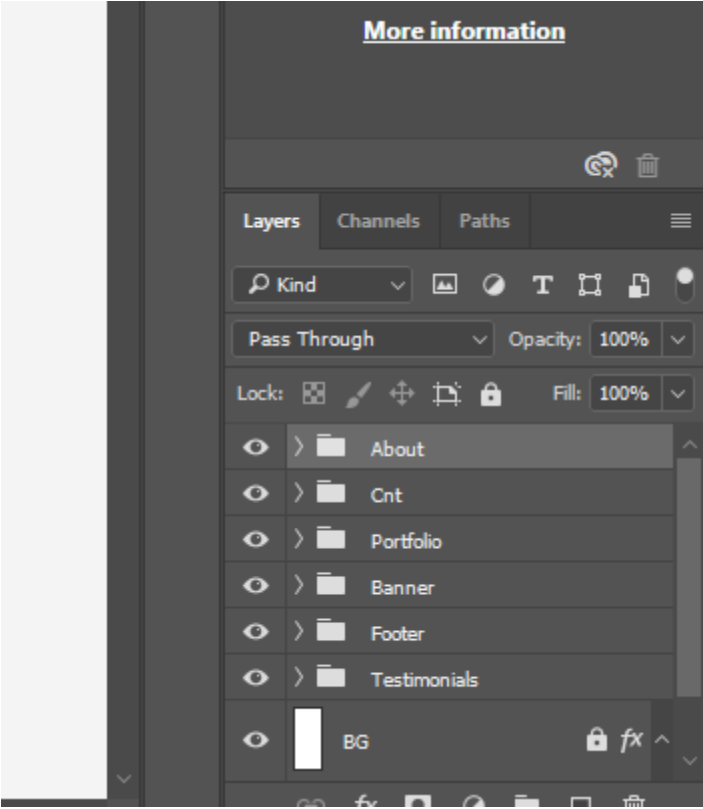 More information
Layers Channels Paths
Kind
Pass Through Opacity: 100%
Lock: Fill: 100%
About
Cnt
Portfolio
Banner
Footer
Testimonials
BG fx
fx